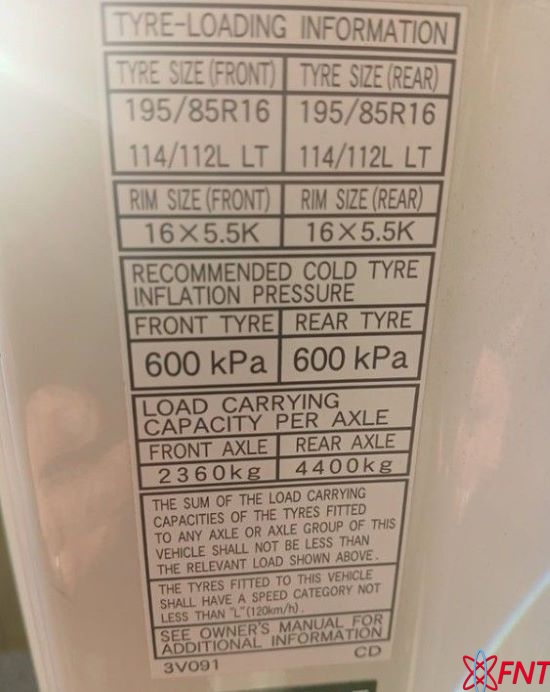 TYRE-LOADING INFORMATION
TYRE SIZE (FRONT) TYRE SIZE (REAR)
195/85R16 195/85R16
114/112L LT 114/112L LT
RIM SIZE (FRONT) RIM SIZE (REAR)
16×5.5K 16×5.5K
RECOMMENDED COLD TYRE
INFLATION PRESSURE
FRONT TYRE REAR TYRE
600 kPa 600 kPa
LOAD CARRYING
CAPACITY PER AXLE
FRONT AXLE REAR AXLE
2360kg 4400kg
THE SUM OF THE LOAD CARRYING
CAPACITIES OF THE TYRES FITTED
TO ANY AXLE OR AXLE GROUP OF THIS
VEHICLE SHALL NOT BE LESS THAN
THE RELEVANT LOAD SHOWN ABOVE.
THE TYRES FITTED TO THIS VEHICLE
SHALL HAVE A SPEED CATEGORY NOT
LESS THAN "L"(120km/h).
SEE OWNER'S MANUAL FOR
ADDITIONAL INFORMATION
3V091 CD
FNT